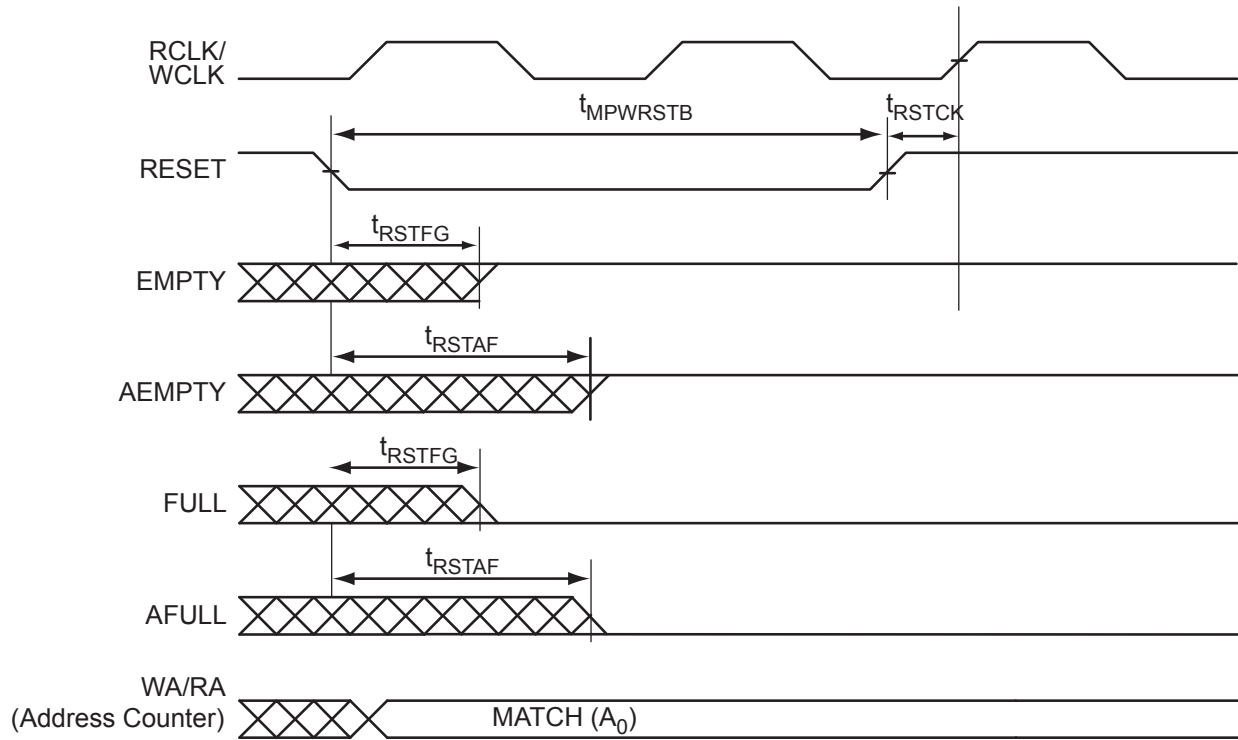 RCLK/
WCLK
tMPWRSTB
tRSTCK
RESET
tRSTFG
EMPTY
tRSTAF
AEMPTY
tRSTFG
FULL
tRSTAF
AFULL
WA/RA
(Address Counter)
MATCH (A0)